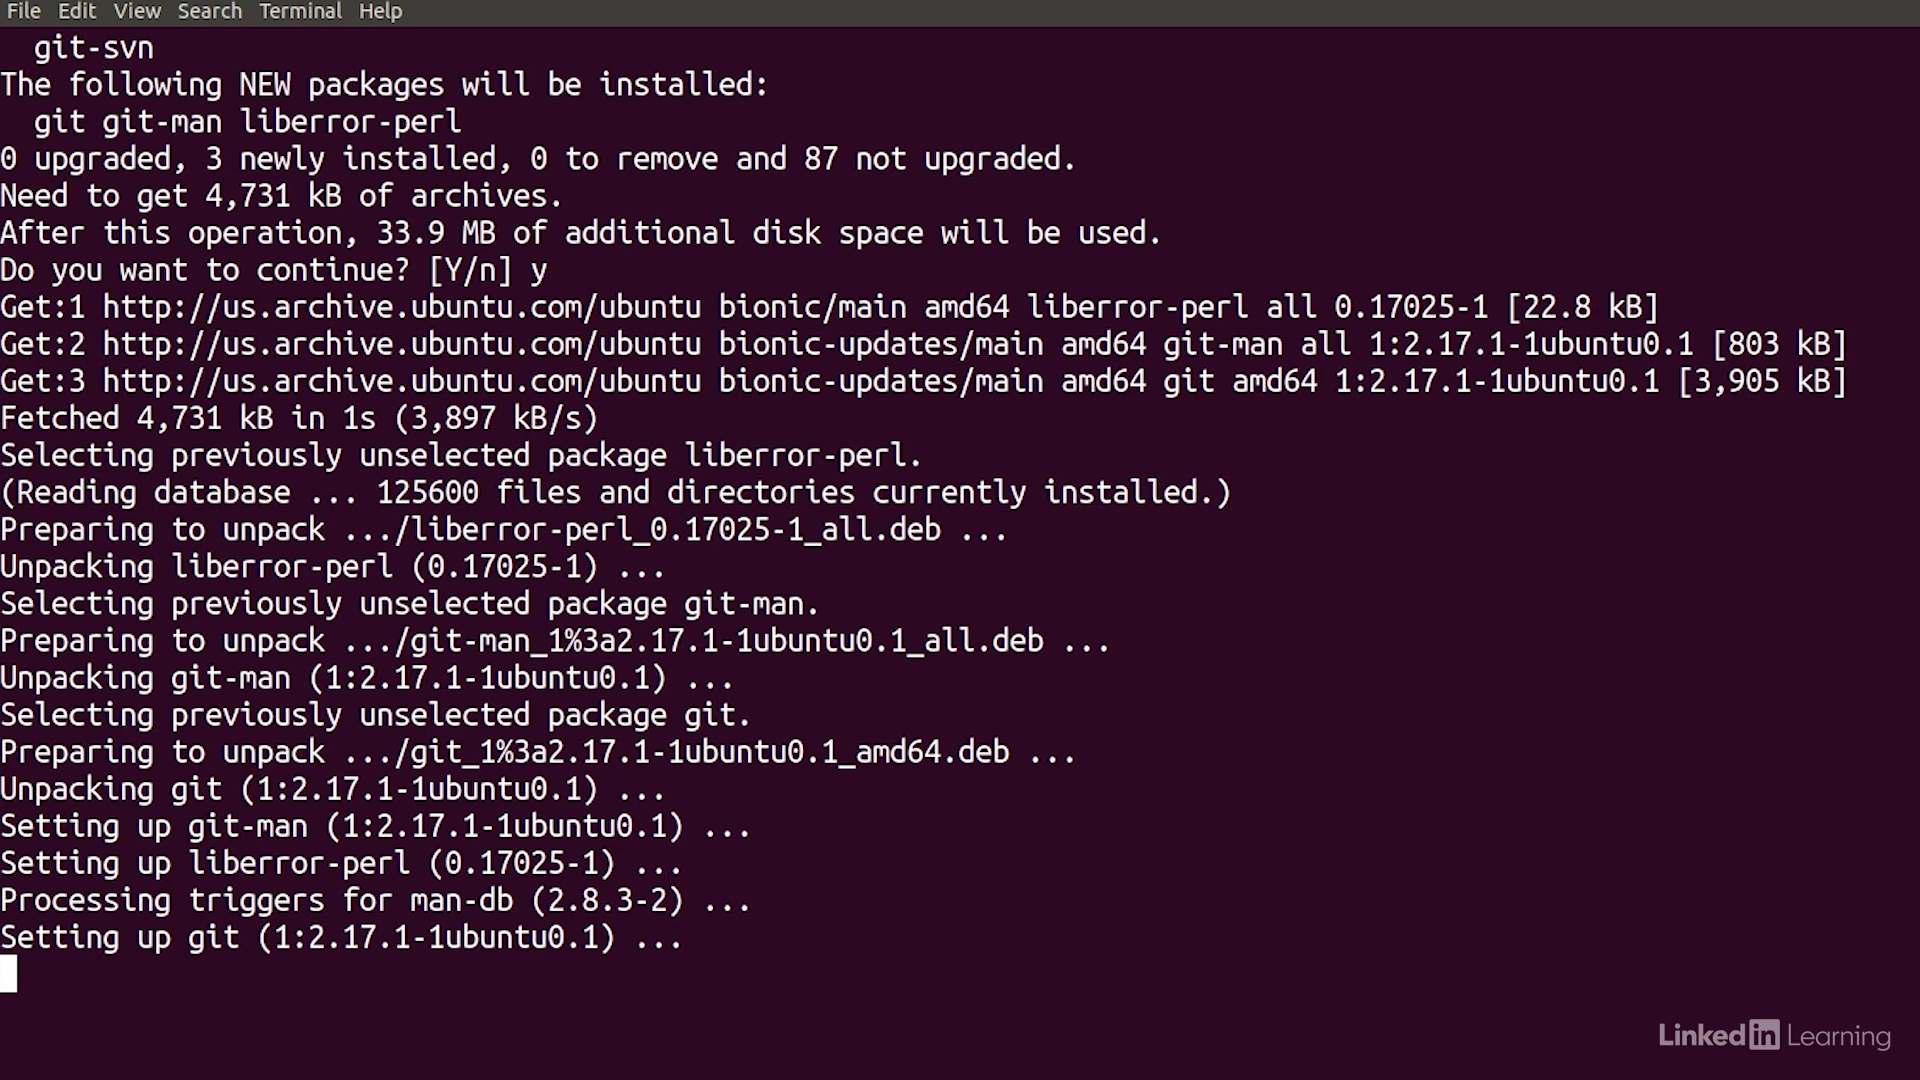 File Edit View Search Terminal Help
git-svn
The following NEW packages will be installed:
git git-man liberror-perl
0 upgraded, 3 newly installed, 0 to remove and 87 not upgraded.
Need to get 4,731 kB of archives.
After this operation, 33.9 MB of additional disk space will be used.
Do you want to continue? [Y/n] y
Get:1 http://us.archive.ubuntu.com/ubuntu bionic/main amd64 liberror-perl all 0.17025-1 [22.8 kB]
Get:2 http://us.archive.ubuntu.com/ubuntu bionic-updates/main amd64 git-man all 1:2.17.1-1ubuntu0.1 [803 kB]
Get:3 http://us.archive.ubuntu.com/ubuntu bionic-updates/main amd64 git amd64 1:2.17.1-1ubuntu0.1 [3,905 kB]
Fetched 4,731 kB in 1s (3,897 kB/s)
Selecting previously unselected package liberror-perl.
(Reading database ... 125600 files and directories currently installed.)
Preparing to unpack .../liberror-perl_0.17025-1_all.deb ...
Unpacking liberror-perl (0.17025-1) ...
Selecting previously unselected package git-man.
Preparing to unpack .../git-man_1%3a2.17.1-1ubuntu0.1_all.deb ...
Unpacking git-man (1:2.17.1-1ubuntu0.1) ...
Selecting previously unselected package git.
Preparing to unpack .../git_1%3a2.17.1-1ubuntu0.1_amd64.deb ...
Unpacking git (1:2.17.1-1ubuntu0.1) ...
Setting up git-man (1:2.17.1-1ubuntu0.1) ...
Setting up liberror-perl (0.17025-1) ...
Processing triggers for man-db (2.8.3-2) ...
Setting up git (1:2.17.1-1ubuntu0.1) ...
Linkedin Learning